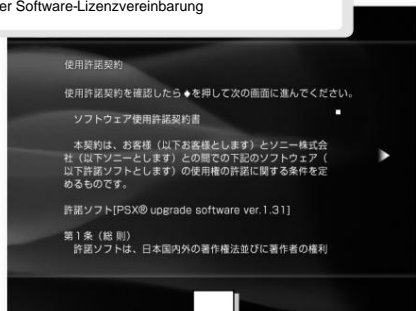 er Software-Lizenzvereinbarung
使用許諾契約
使用許諾契約を確認したら◆を押して次の画面に進んでください。
ソフトウェア使用許諾契約書
本契約は、お客様（以下お客様とします）とソニー株式会
社（以下ソニーとします）との間での下記のソフトウェア（
以下許諾ソフトとします）の使用権の許諾に関する条件を定
めるものです。
許諾ソフト[PSX® upgrade software ver.1.31]
第１条（総 則）
許諾ソフトは、日本国内外の著作権法並びに著作者の権利